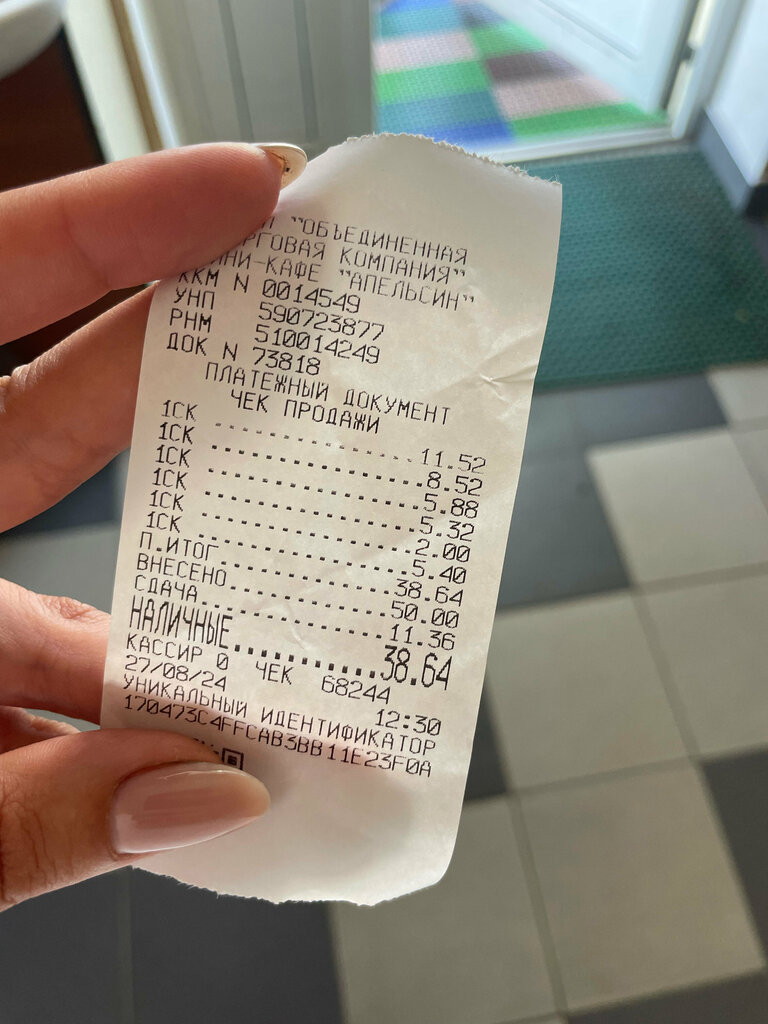 "ОБЪЕДИНЕННАЯ
КОМПАНИЯ"
"АПЕЛЬСИН"
ККМ N 0014549
УНП 590723877
РНМ 510014249
ДОК N 73818
ПЛАТЕЖНЫЙ ДОКУМЕНТ
ЧЕК ПРОДАЖИ
1СК ................11.52
1СК ................8.52
1СК ................5.88
1СК ................5.32
1СК ................2.00
1СК ................5.40
П.ИТОГ .............38.64
ВНЕСЕНО.............50.00
СДАЧА ..............11.36
НАЛИЧНЫЕ...........38.64
КАССИР 0 ЧЕК 68244
27/08/24 12:30
УНИКАЛЬНЫЙ ИДЕНТИФИКАТОР
170473C4FFCAB3BB11E23F0A